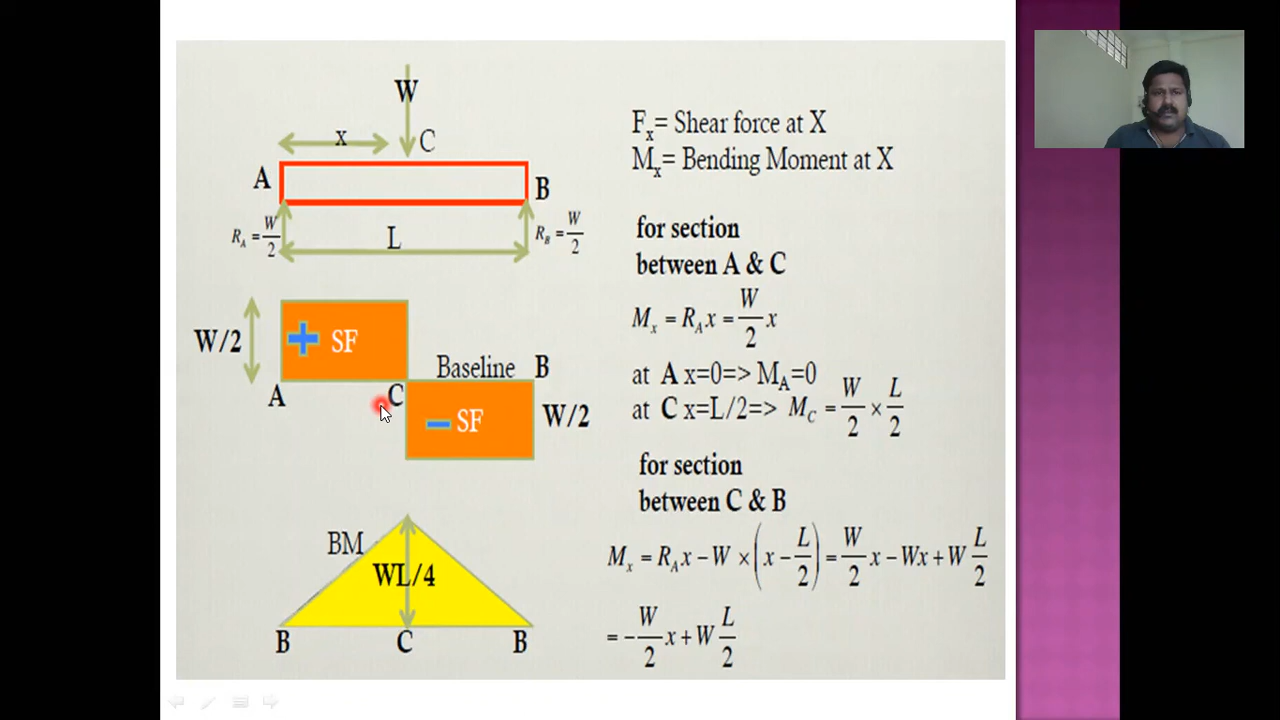 W
x
C
A
B
R_A = W/2
L
R_B = W/2
W/2
+ SF
Baseline B
A
C
− SF
W/2
BM
WL/4
B
C
B
F_x= Shear force at X
M_x= Bending Moment at X
for section
between A & C
M_x = R_A x = W/2 x
at A x=0=> M_A=0
at C x=L/2=> M_C = W/2 × L/2
for section
between C & B
M_x = R_A x − W × (x − L/2) = W/2 x − Wx + W L/2
= − W/2 x + W L/2